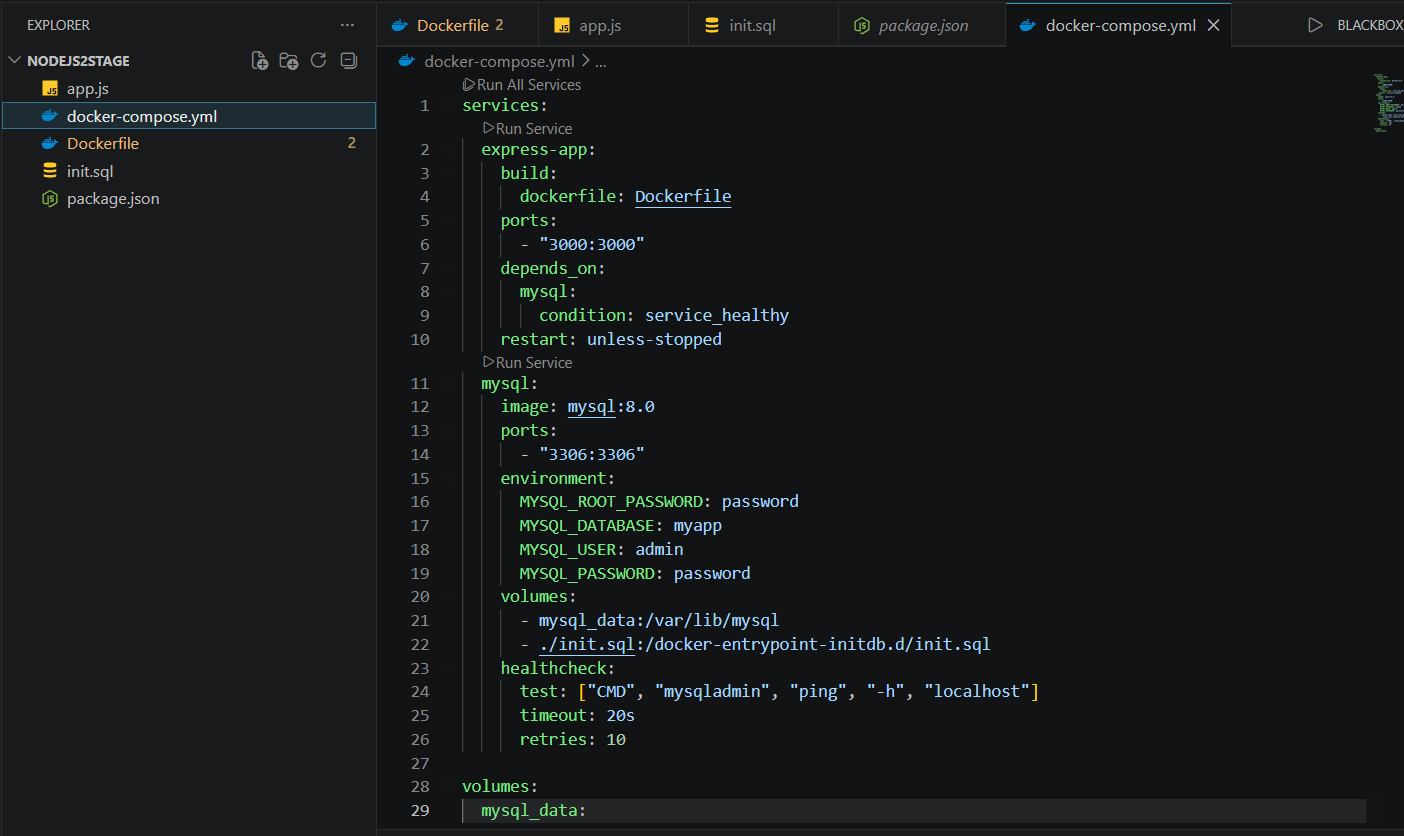 EXPLORER
···
NODEJS2STAGE
app.js
docker-compose.yml
Dockerfile 2
init.sql
package.json
Dockerfile 2
app.js
init.sql
package.json
docker-compose.yml
BLACKBOX
docker-compose.yml > ...
Run All Services
1 services:
Run Service
2   express-app:
3     build:
4       dockerfile: Dockerfile
5     ports:
6       - "3000:3000"
7     depends_on:
8       mysql:
9         condition: service_healthy
10     restart: unless-stopped
Run Service
11   mysql:
12     image: mysql:8.0
13     ports:
14       - "3306:3306"
15     environment:
16       MYSQL_ROOT_PASSWORD: password
17       MYSQL_DATABASE: myapp
18       MYSQL_USER: admin
19       MYSQL_PASSWORD: password
20     volumes:
21       - mysql_data:/var/lib/mysql
22       - ./init.sql:/docker-entrypoint-initdb.d/init.sql
23     healthcheck:
24       test: ["CMD", "mysqladmin", "ping", "-h", "localhost"]
25       timeout: 20s
26       retries: 10
27
28 volumes:
29   mysql_data: